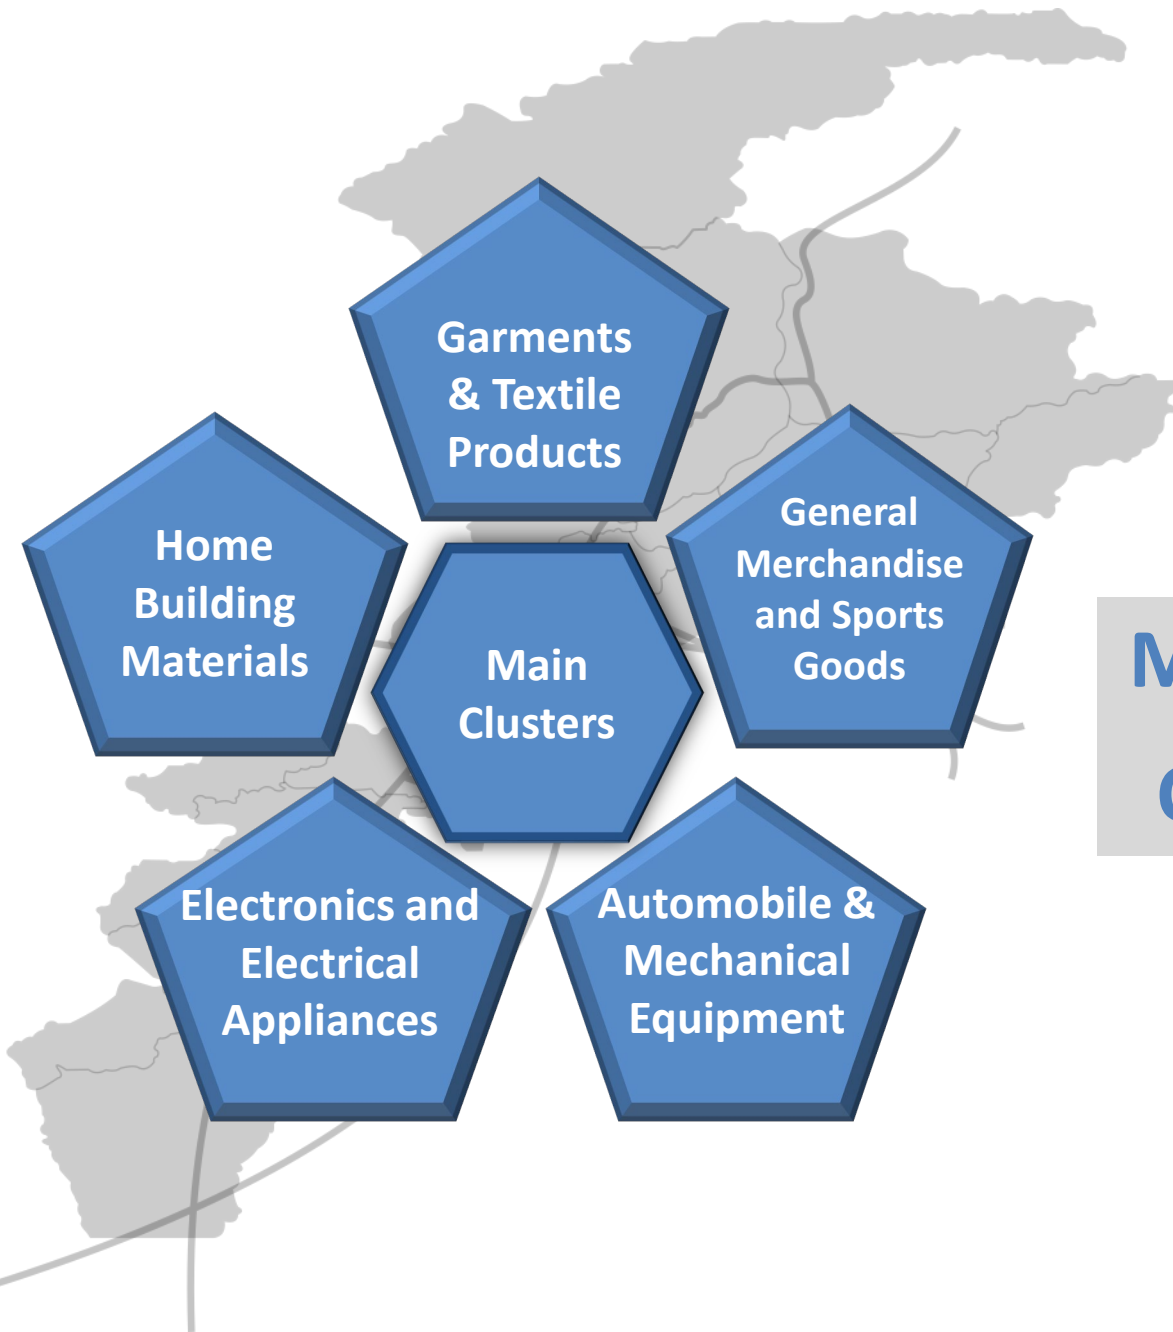 Garments
& Textile
Products
Home
Building
Materials
General
Merchandise
and Sports
Goods
Main
Clusters
Electronics and
Electrical
Appliances
Automobile &
Mechanical
Equipment